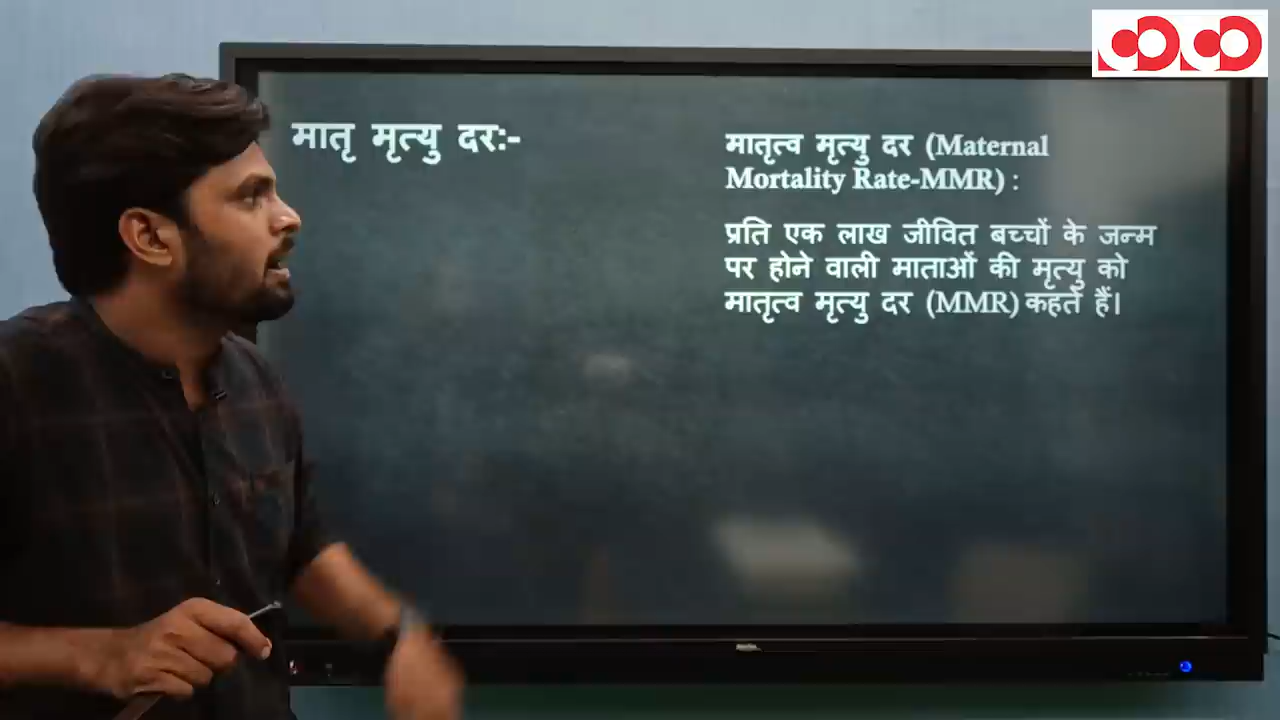 मातृ मृत्यु दरः-
मातृत्व मृत्यु दर (Maternal
Mortality Rate-MMR) :
प्रति एक लाख जीवित बच्चों के जन्म
पर होने वाली माताओं की मृत्यु को
मातृत्व मृत्यु दर (MMR) कहते हैं।